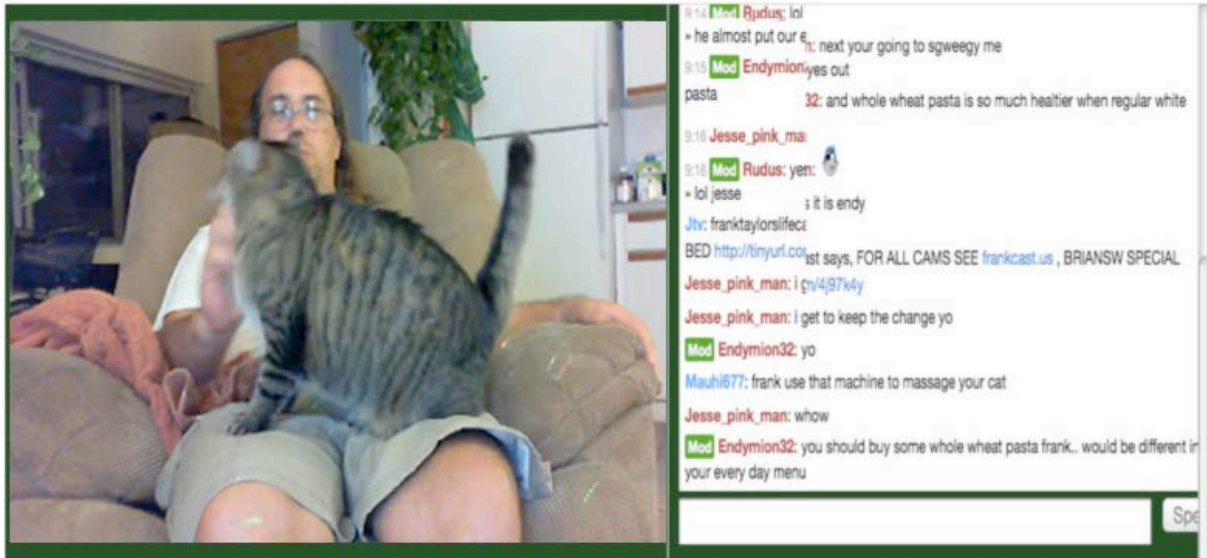 9:14 Mod Rudus: lol
» he almost put our e
n: next your going to sgweegy me
9:15 Mod Endymion
yes out
pasta
32: and whole wheat pasta is so much healtier when regular white
9:16 Jesse_pink_ma
9:16 Mod Rudus: ye
n:
» lol jesse
s it is endy
Jtv: franktaylorslifeca
BED http://tinyurl.co
ast says, FOR ALL CAMS SEE frankcast.us , BRIANSW SPECIAL
Jesse_pink_man: i g
m/4j97k4y
Jesse_pink_man: i get to keep the change yo
Mod Endymion32: yo
Mauhi677: frank use that machine to massage your cat
Jesse_pink_man: whow
Mod Endymion32: you should buy some whole wheat pasta frank.. would be different in
your every day menu
Spe